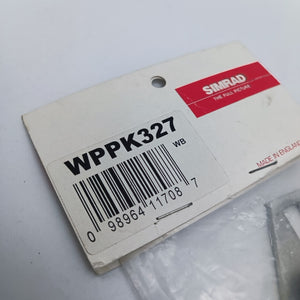 SIMRAD
THE FULL PICTURE
WPPK327
WB
0 98964 11708 7
MADE IN ENGLAND